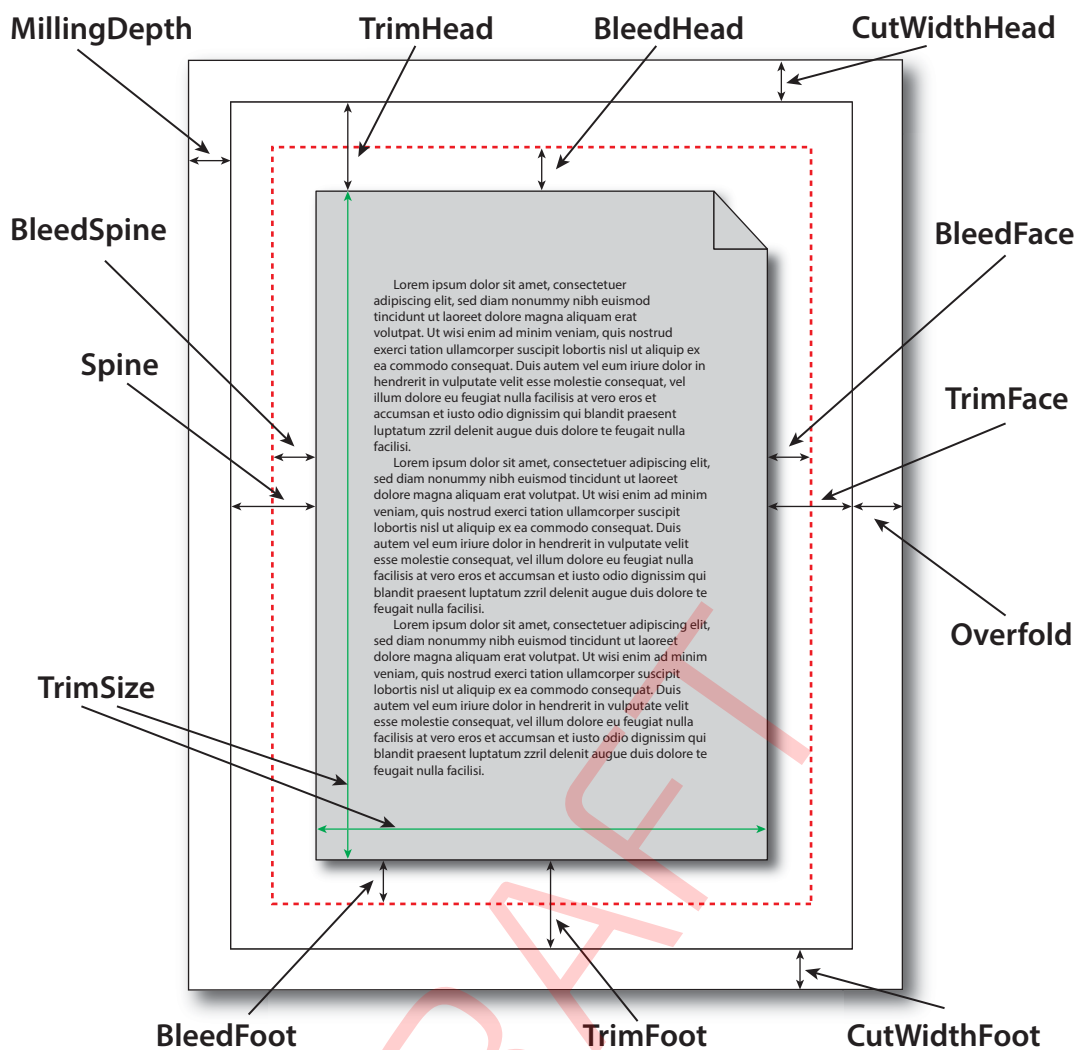 MillingDepth
TrimHead
BleedHead
CutWidthHead
BleedSpine
BleedFace
Lorem ipsum dolor sit amet, consectetuer
adipiscing elit, sed diam nonummy nibh euismod
tincidunt ut laoreet dolore magna aliquam erat
volutpat. Ut wisi enim ad minim veniam, quis nostrud
exerci tation ullamcorper suscipit lobortis nisl ut aliquip ex
ea commodo consequat. Duis autem vel eum iriure dolor in
hendrerit in vulputate velit esse molestie consequat, vel
illum dolore eu feugiat nulla facilisis at vero eros et
accumsan et iusto odio dignissim qui blandit praesent
luptatum zzril delenit augue duis dolore te feugait nulla
facilisi.
Lorem ipsum dolor sit amet, consectetuer adipiscing elit,
sed diam nonummy nibh euismod tincidunt ut laoreet
dolore magna aliquam erat volutpat. Ut wisi enim ad minim
veniam, quis nostrud exerci tation ullamcorper suscipit
lobortis nisl ut aliquip ex ea commodo consequat. Duis
autem vel eum iriure dolor in hendrerit in vulputate velit
esse molestie consequat, vel illum dolore eu feugiat nulla
facilisis at vero eros et accumsan et iusto odio dignissim qui
blandit praesent luptatum zzril delenit augue duis dolore te
feugait nulla facilisi.
Lorem ipsum dolor sit amet, consectetuer adipiscing elit,
sed diam nonummy nibh euismod tincidunt ut laoreet
dolore magna aliquam erat volutpat. Ut wisi enim ad minim
veniam, quis nostrud exerci tation ullamcorper suscipit
lobortis nisl ut aliquip ex ea commodo consequat. Duis
autem vel eum iriure dolor in hendrerit in vulputate velit
esse molestie consequat, vel illum dolore eu feugiat nulla
facilisis at vero eros et accumsan et iusto odio dignissim qui
blandit praesent luptatum zzril delenit augue duis dolore te
feugait nulla facilisi.
Spine
TrimFace
Overfold
TrimSize
BleedFoot
TrimFoot
CutWidthFoot